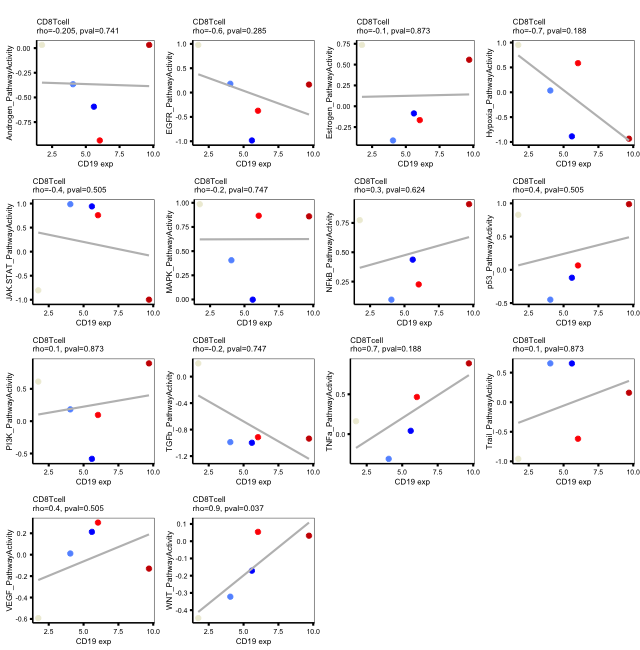 CD8Tcell
rho=-0.205, pval=0.741
Androgen_PathwayActivity
0.00
-0.25
-0.50
-0.75
2.5 5.0 7.5 10.0
CD19 exp
CD8Tcell
rho=-0.6, pval=0.285
EGFR_PathwayActivity
1.0
0.5
0.0
-0.5
-1.0
2.5 5.0 7.5 10.0
CD19 exp
CD8Tcell
rho=-0.1, pval=0.873
Estrogen_PathwayActivity
0.75
0.50
0.25
0.00
-0.25
2.5 5.0 7.5 10.0
CD19 exp
CD8Tcell
rho=-0.7, pval=0.188
Hypoxia_PathwayActivity
1.0
0.5
0.0
-0.5
-1.0
2.5 5.0 7.5 10.0
CD19 exp
CD8Tcell
rho=-0.4, pval=0.505
JAK.STAT_PathwayActivity
1.0
0.5
0.0
-0.5
-1.0
2.5 5.0 7.5 10.0
CD19 exp
CD8Tcell
rho=-0.2, pval=0.747
MAPK_PathwayActivity
1.00
0.75
0.50
0.25
0.00
2.5 5.0 7.5 10.0
CD19 exp
CD8Tcell
rho=0.3, pval=0.624
NFkB_PathwayActivity
0.75
0.50
0.25
2.5 5.0 7.5 10.0
CD19 exp
CD8Tcell
rho=0.4, pval=0.505
p53_PathwayActivity
1.0
0.5
0.0
-0.5
2.5 5.0 7.5 10.0
CD19 exp
CD8Tcell
rho=0.1, pval=0.873
PI3K_PathwayActivity
0.5
0.0
-0.5
2.5 5.0 7.5 10.0
CD19 exp
CD8Tcell
rho=-0.2, pval=0.747
TGFb_PathwayActivity
0.0
-0.4
-0.8
-1.2
2.5 5.0 7.5 10.0
CD19 exp
CD8Tcell
rho=0.7, pval=0.188
TNFa_PathwayActivity
0.5
0.0
2.5 5.0 7.5 10.0
CD19 exp
CD8Tcell
rho=0.1, pval=0.873
Trail_PathwayActivity
0.5
0.0
-0.5
-1.0
2.5 5.0 7.5 10.0
CD19 exp
CD8Tcell
rho=0.4, pval=0.505
VEGF_PathwayActivity
0.2
0.0
-0.2
-0.4
-0.6
2.5 5.0 7.5 10.0
CD19 exp
CD8Tcell
rho=0.9, pval=0.037
WNT_PathwayActivity
0.1
0.0
-0.1
-0.2
-0.3
-0.4
2.5 5.0 7.5 10.0
CD19 exp